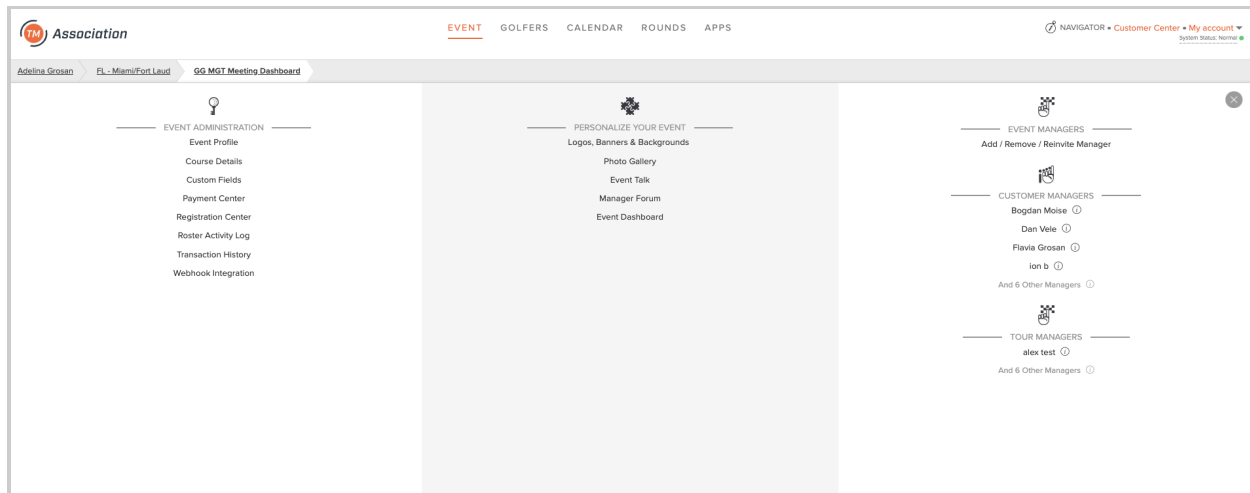 TM Association
EVENT GOLFERS CALENDAR ROUNDS APPS
NAVIGATOR • Customer Center • My account
System Status: Normal
Adelina Grosan FL - Miami/Fort Laud GG MGT Meeting Dashboard
EVENT ADMINISTRATION
Event Profile
Course Details
Custom Fields
Payment Center
Registration Center
Roster Activity Log
Transaction History
Webhook Integration
PERSONALIZE YOUR EVENT
Logos, Banners & Backgrounds
Photo Gallery
Event Talk
Manager Forum
Event Dashboard
EVENT MANAGERS
Add / Remove / Reinvite Manager
CUSTOMER MANAGERS
Bogdan Moise
Dan Vele
Flavia Grosan
ion b
And 6 Other Managers
TOUR MANAGERS
alex test
And 6 Other Managers